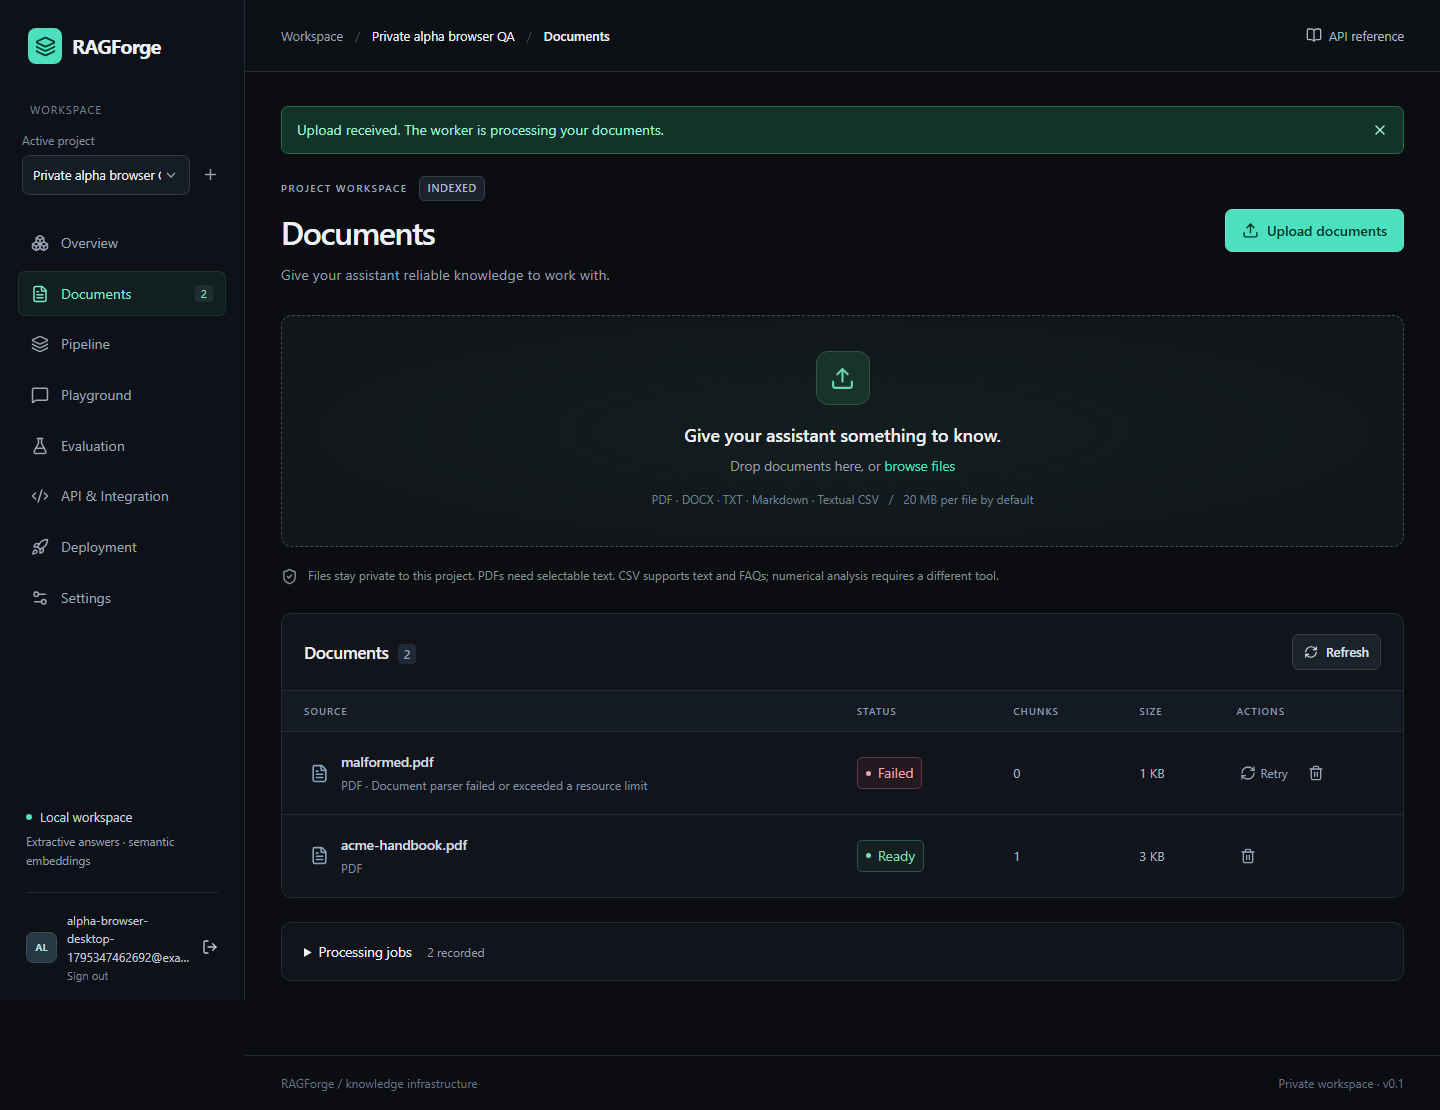 RAGForge
WORKSPACE
Active project
Private alpha browser
Overview
Documents 2
Pipeline
Playground
Evaluation
API & Integration
Deployment
Settings
Local workspace
Extractive answers · semantic
embeddings
AL
alpha-browser-
desktop-
1795347462692@exa...
Sign out
Workspace / Private alpha browser QA / Documents
API reference
Upload received. The worker is processing your documents.
PROJECT WORKSPACE INDEXED
Documents
Upload documents
Give your assistant reliable knowledge to work with.
Give your assistant something to know.
Drop documents here, or browse files
PDF · DOCX · TXT · Markdown · Textual CSV / 20 MB per file by default
Files stay private to this project. PDFs need selectable text. CSV supports text and FAQs; numerical analysis requires a different tool.
Documents 2
Refresh
SOURCE STATUS CHUNKS SIZE ACTIONS
malformed.pdf
PDF · Document parser failed or exceeded a resource limit
Failed 0 1 KB Retry
acme-handbook.pdf
PDF
Ready 1 3 KB
Processing jobs 2 recorded
RAGForge / knowledge infrastructure
Private workspace · v0.1